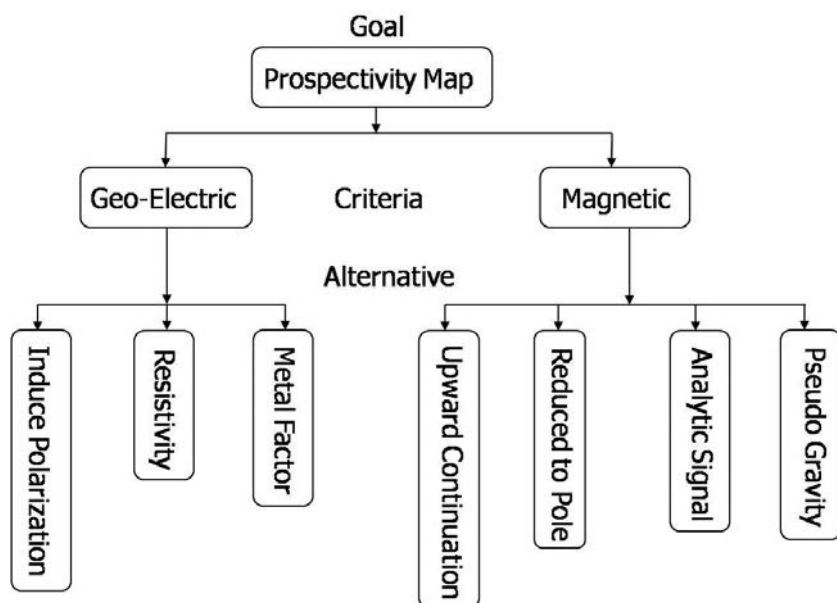 Goal
Prospectivity Map
Geo-Electric
Criteria
Magnetic
Alternative
Induce Polarization
Resistivity
Metal Factor
Upward Continuation
Reduced to Pole
Analytic Signal
Pseudo Gravity